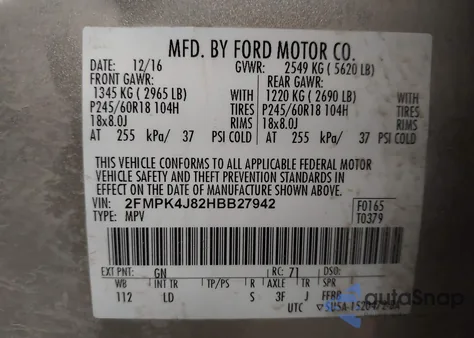 MFD. BY FORD MOTOR CO.
DATE: 12/16 GVWR: 2549 KG ( 5620 LB)
FRONT GAWR: REAR GAWR:
1345 KG ( 2965 LB) WITH 1220 KG ( 2690 LB) WITH
P245/60R18 104H TIRES P245/60R18 104H TIRES
18x8.0J RIMS 18x8.0J RIMS
AT 255 kPa/ 37 PSI COLD AT 255 kPa/ 37 PSI COLD
THIS VEHICLE CONFORMS TO ALL APPLICABLE FEDERAL MOTOR
VEHICLE SAFETY AND THEFT PREVENTION STANDARDS IN
EFFECT ON THE DATE OF MANUFACTURE SHOWN ABOVE.
VIN: 2FMPK4J82HBB27942 F0165
TYPE: MPV T0379
EXT PNT: GN RC: 71 DSO:
WB INT TR TP/PS R AXLE TR SPR
112 LD S 3F J FFRR
UTC
autoSnap